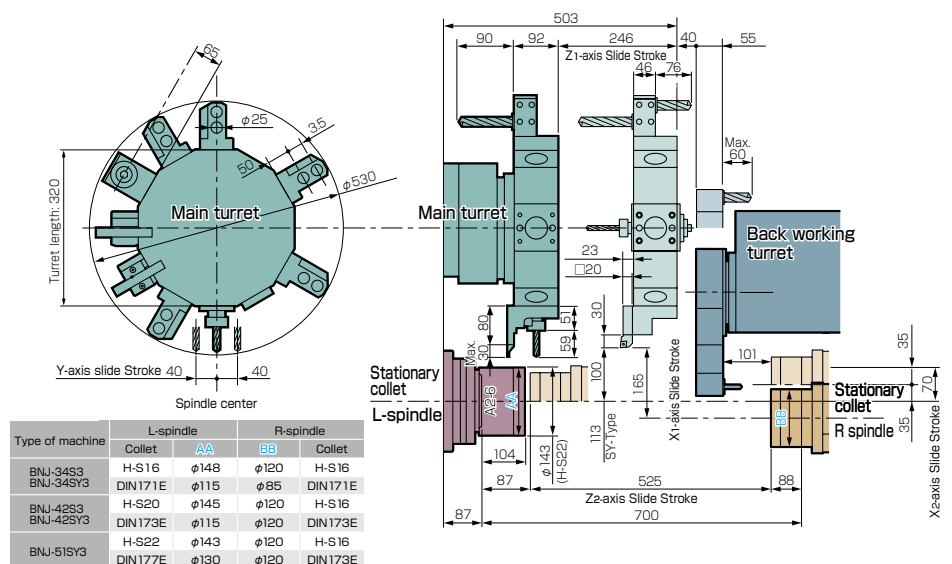 503
90
92
246
40
55
Z1-axis Slide Stroke
46
76
65
φ25
3.5
50
φ530
Turret length: 320
Main turret
Main turret
Max.
60
Back working
turret
23
□20
30
80
51
Max.
30
59
100
165
X1-axis Slide Stroke
113
SY-Type
101
35
70
35
X2-axis Slide Stroke
Y-axis slide Stroke
40
40
Spindle center
Stationary
collet
L-spindle
A2-6
AA
BB
Stationary
collet
R spindle
104
φ143
(H-S22)
87
525
88
Z2-axis Slide Stroke
87
700
Type of machine L-spindle R-spindle
Collet AA BB Collet
BNJ-34S3
BNJ-34SY3
H-S16 φ148 φ120 H-S16
DIN171E φ115 φ85 DIN171E
BNJ-42S3
BNJ-42SY3
H-S20 φ145 φ120 H-S16
DIN173E φ115 φ120 DIN173E
BNJ-51SY3
H-S22 φ143 φ120 H-S16
DIN177E φ130 φ120 DIN173E